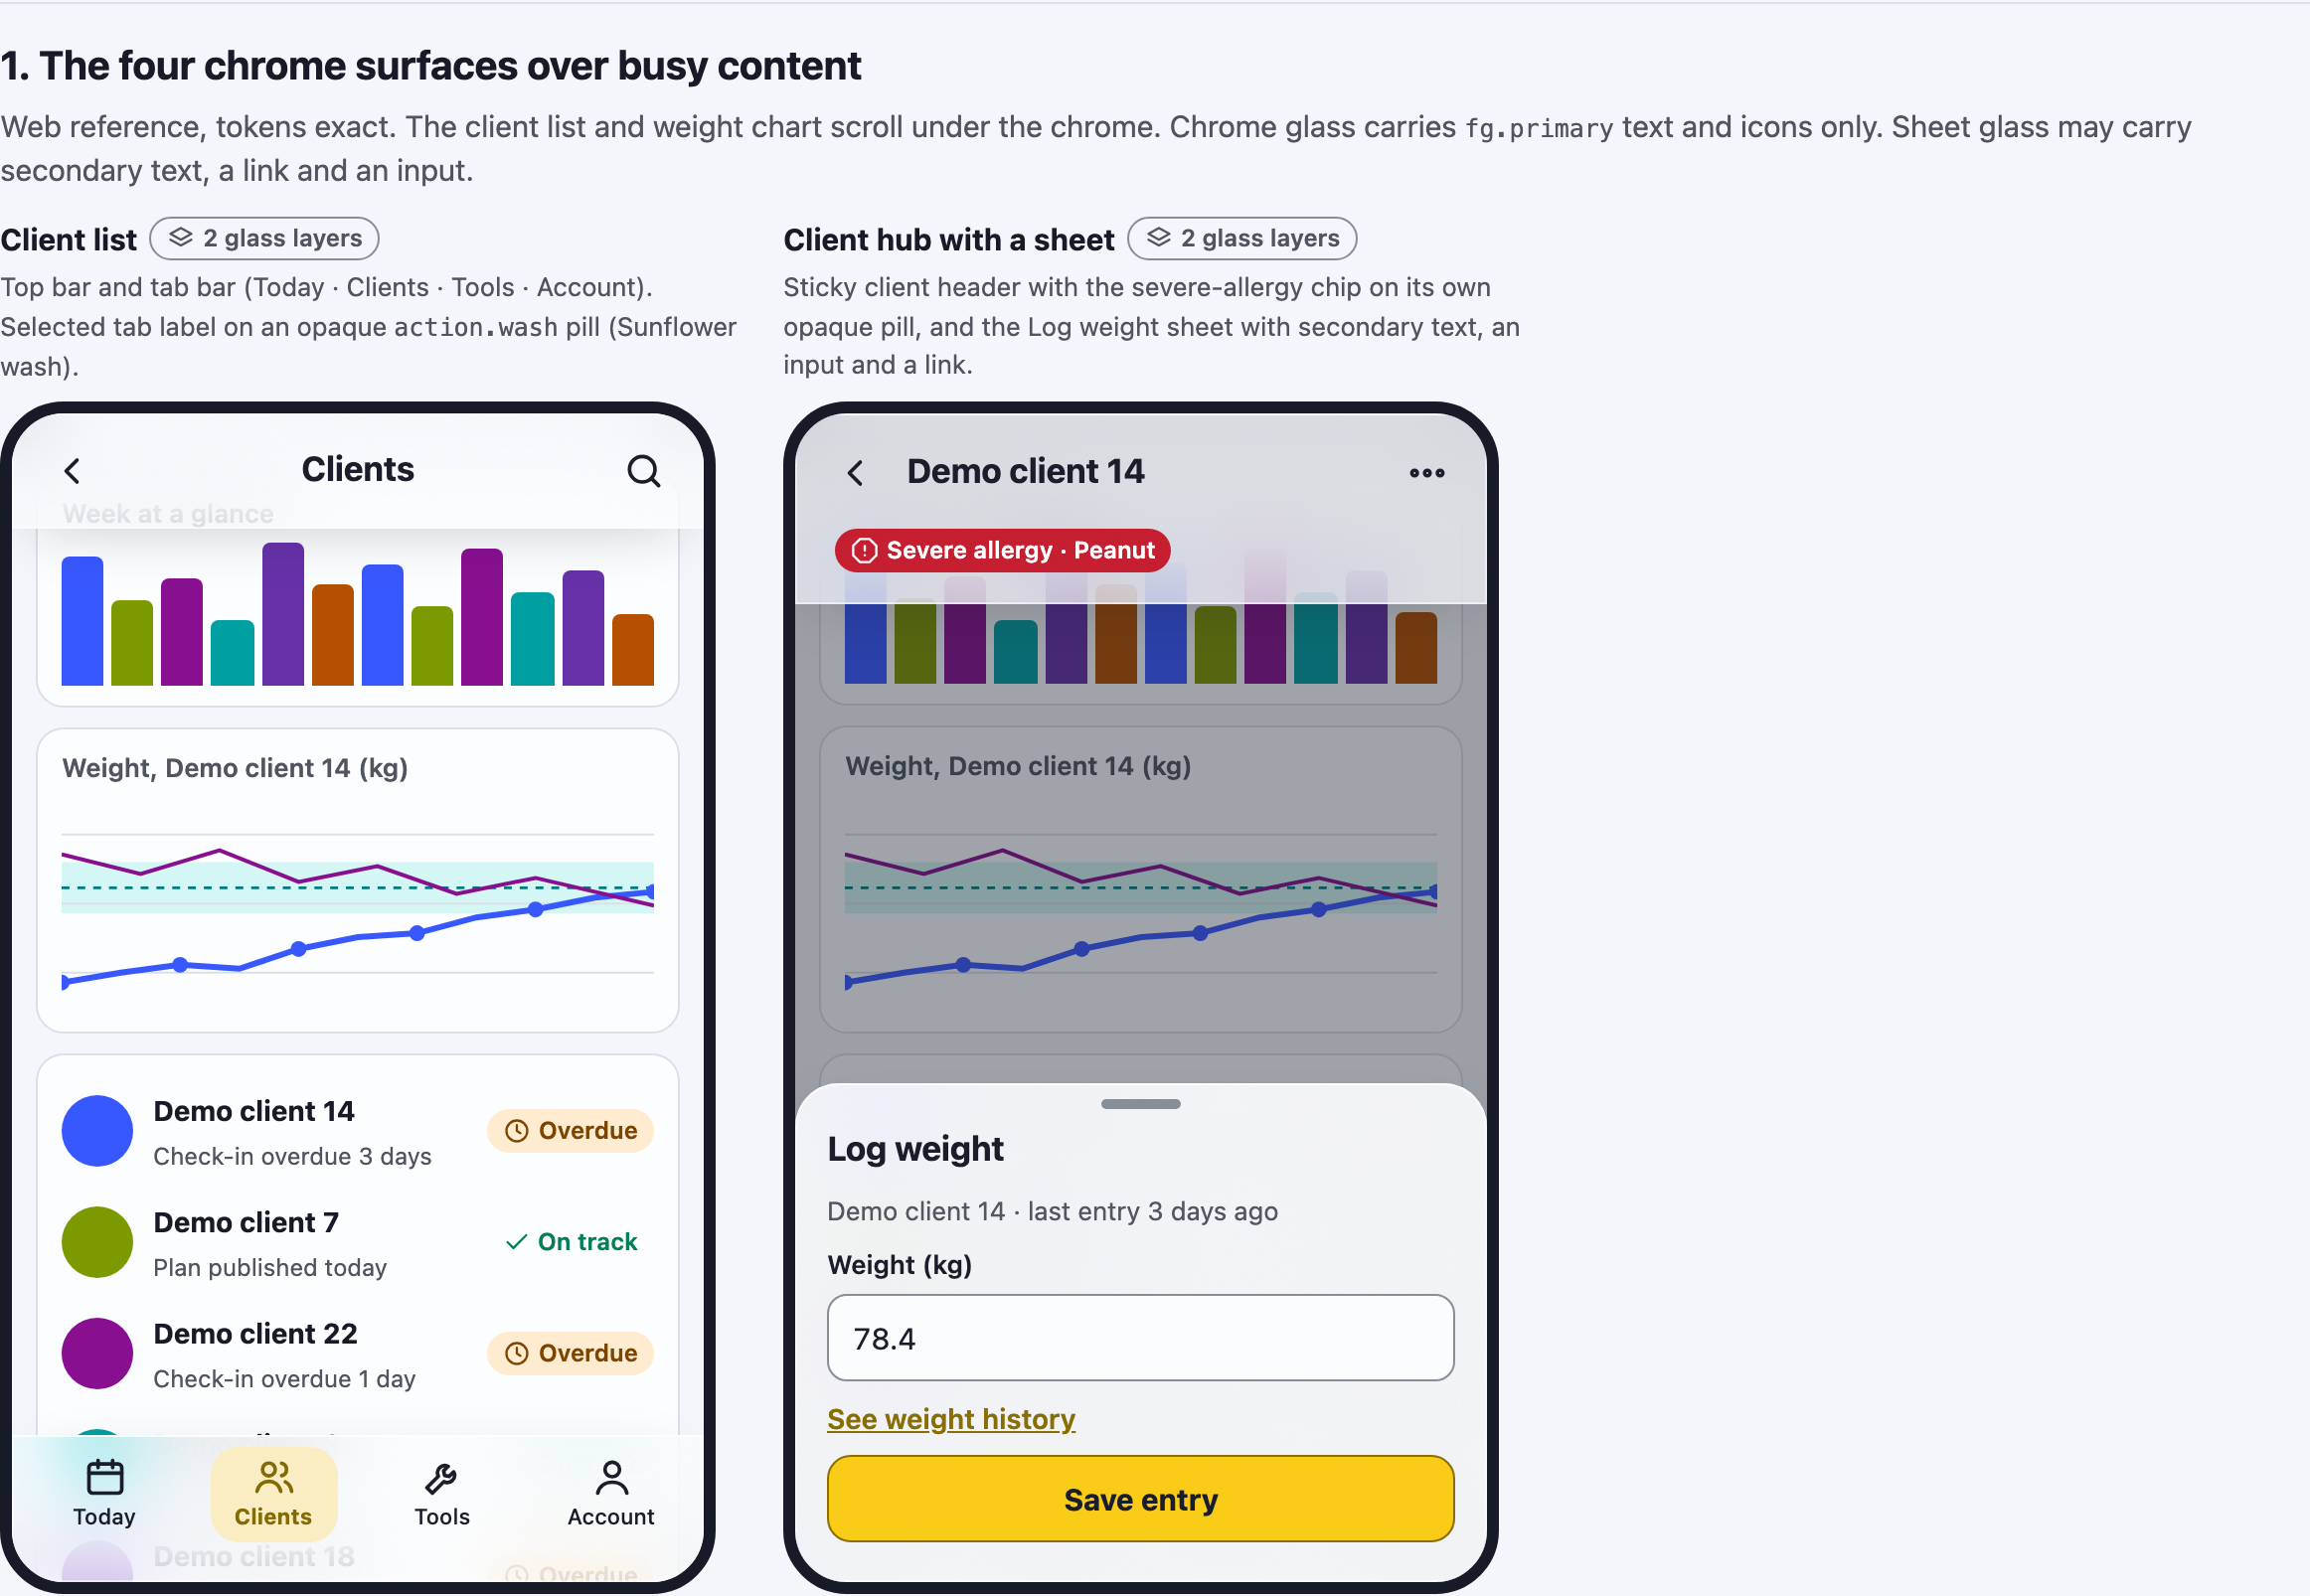 1. The four chrome surfaces over busy content
Web reference, tokens exact. The client list and weight chart scroll under the chrome. Chrome glass carries fg.primary text and icons only. Sheet glass may carry
secondary text, a link and an input.
Client list
2 glass layers
Top bar and tab bar (Today · Clients · Tools · Account).
Selected tab label on an opaque action.wash pill (Sunflower
wash).
Clients
Week at a glance
Weight, Demo client 14 (kg)
Demo client 14
Check-in overdue 3 days
Overdue
Demo client 7
Plan published today
On track
Demo client 22
Check-in overdue 1 day
Overdue
Today
Clients
Tools
Account
Demo client 18
Overdue
Client hub with a sheet
2 glass layers
Sticky client header with the severe-allergy chip on its own
opaque pill, and the Log weight sheet with secondary text, an
input and a link.
Demo client 14
Severe allergy · Peanut
Weight, Demo client 14 (kg)
Log weight
Demo client 14 · last entry 3 days ago
Weight (kg)
78.4
See weight history
Save entry